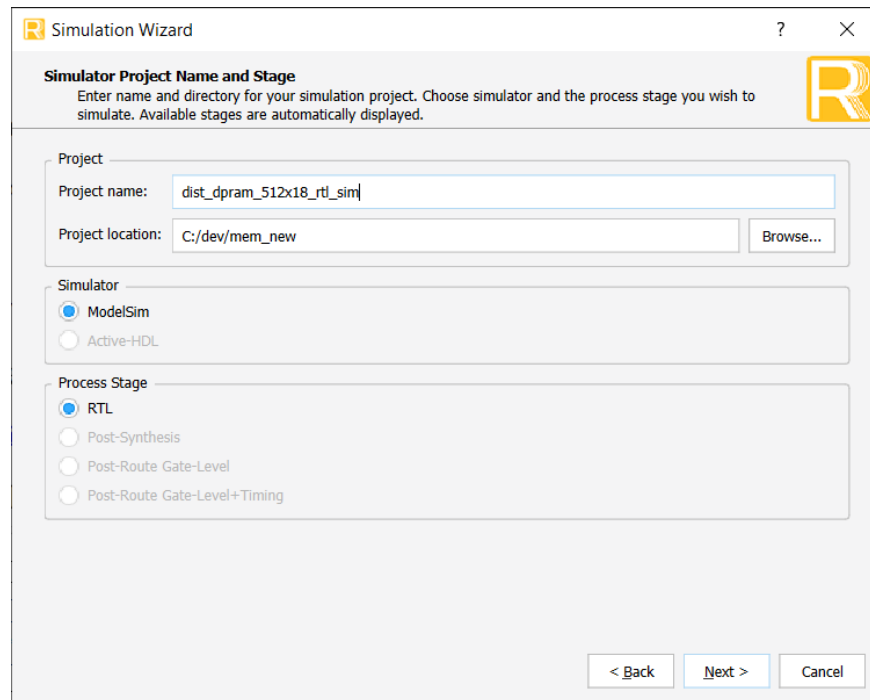 Simulation Wizard
Simulator Project Name and Stage
Enter name and directory for your simulation project. Choose simulator and the process stage you wish to
simulate. Available stages are automatically displayed.
Project
Project name: dist_dpram_512x18_rtl_sim
Project location: C:/dev/mem_new Browse...
Simulator
ModelSim
Active-HDL
Process Stage
RTL
Post-Synthesis
Post-Route Gate-Level
Post-Route Gate-Level+Timing
< Back Next > Cancel